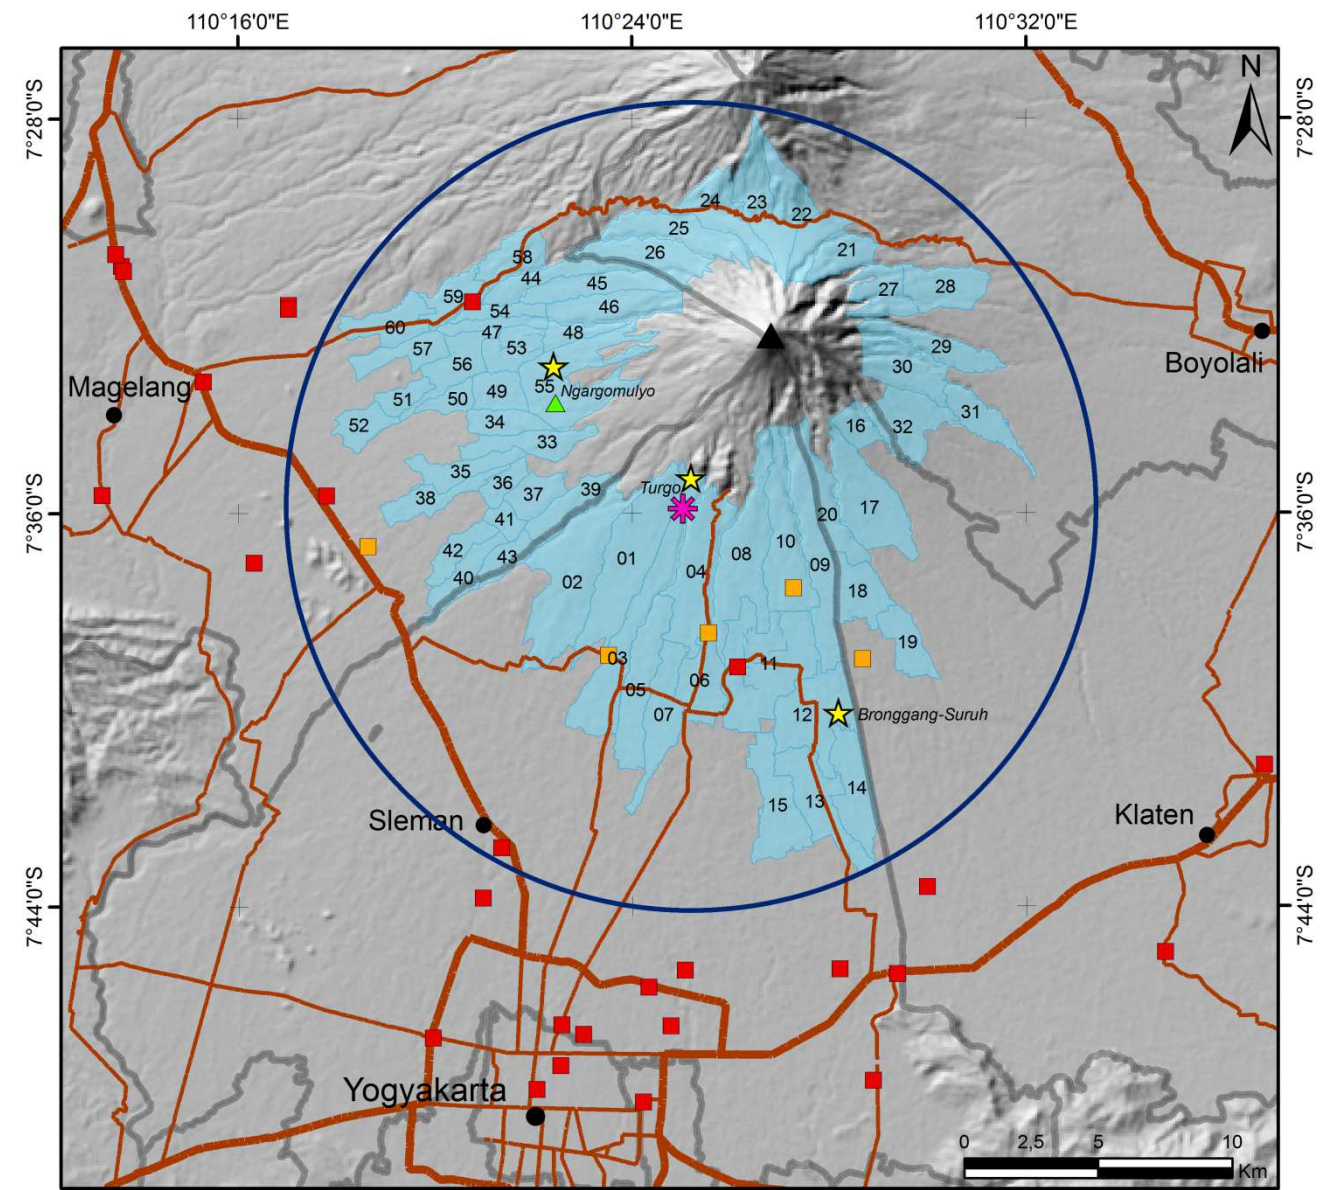 110°16'0"E 110°24'0"E 110°32'0"E
N
7°28'0"S 7°28'0"S
24 23 22
25
26 21
58
44 45 27 28
59 54 46
60 47 48
57 53 29
56 30
Boyolali
Magelang
55 Ngargomulyo
51 50 49
52 34 33 16 32 31
35 36 37 39 Turgo
38 17
41 20
7°36'0"S 7°36'0"S
42 43 01 04 08 10 09
40 02 18
03 11 19
05 06
07 12 Bronggang-Suruh
15 13 14
Sleman Klaten
7°44'0"S 7°44'0"S
Yogyakarta
0 2,5 5 10
Km